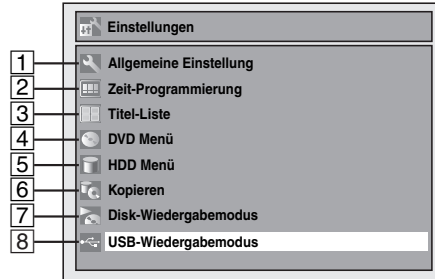 Einstellungen
1 Allgemeine Einstellung
2 Zeit-Programmierung
3 Titel-Liste
4 DVD Menü
5 HDD Menü
6 Kopieren
7 Disk-Wiedergabemodus
8 USB-Wiedergabemodus